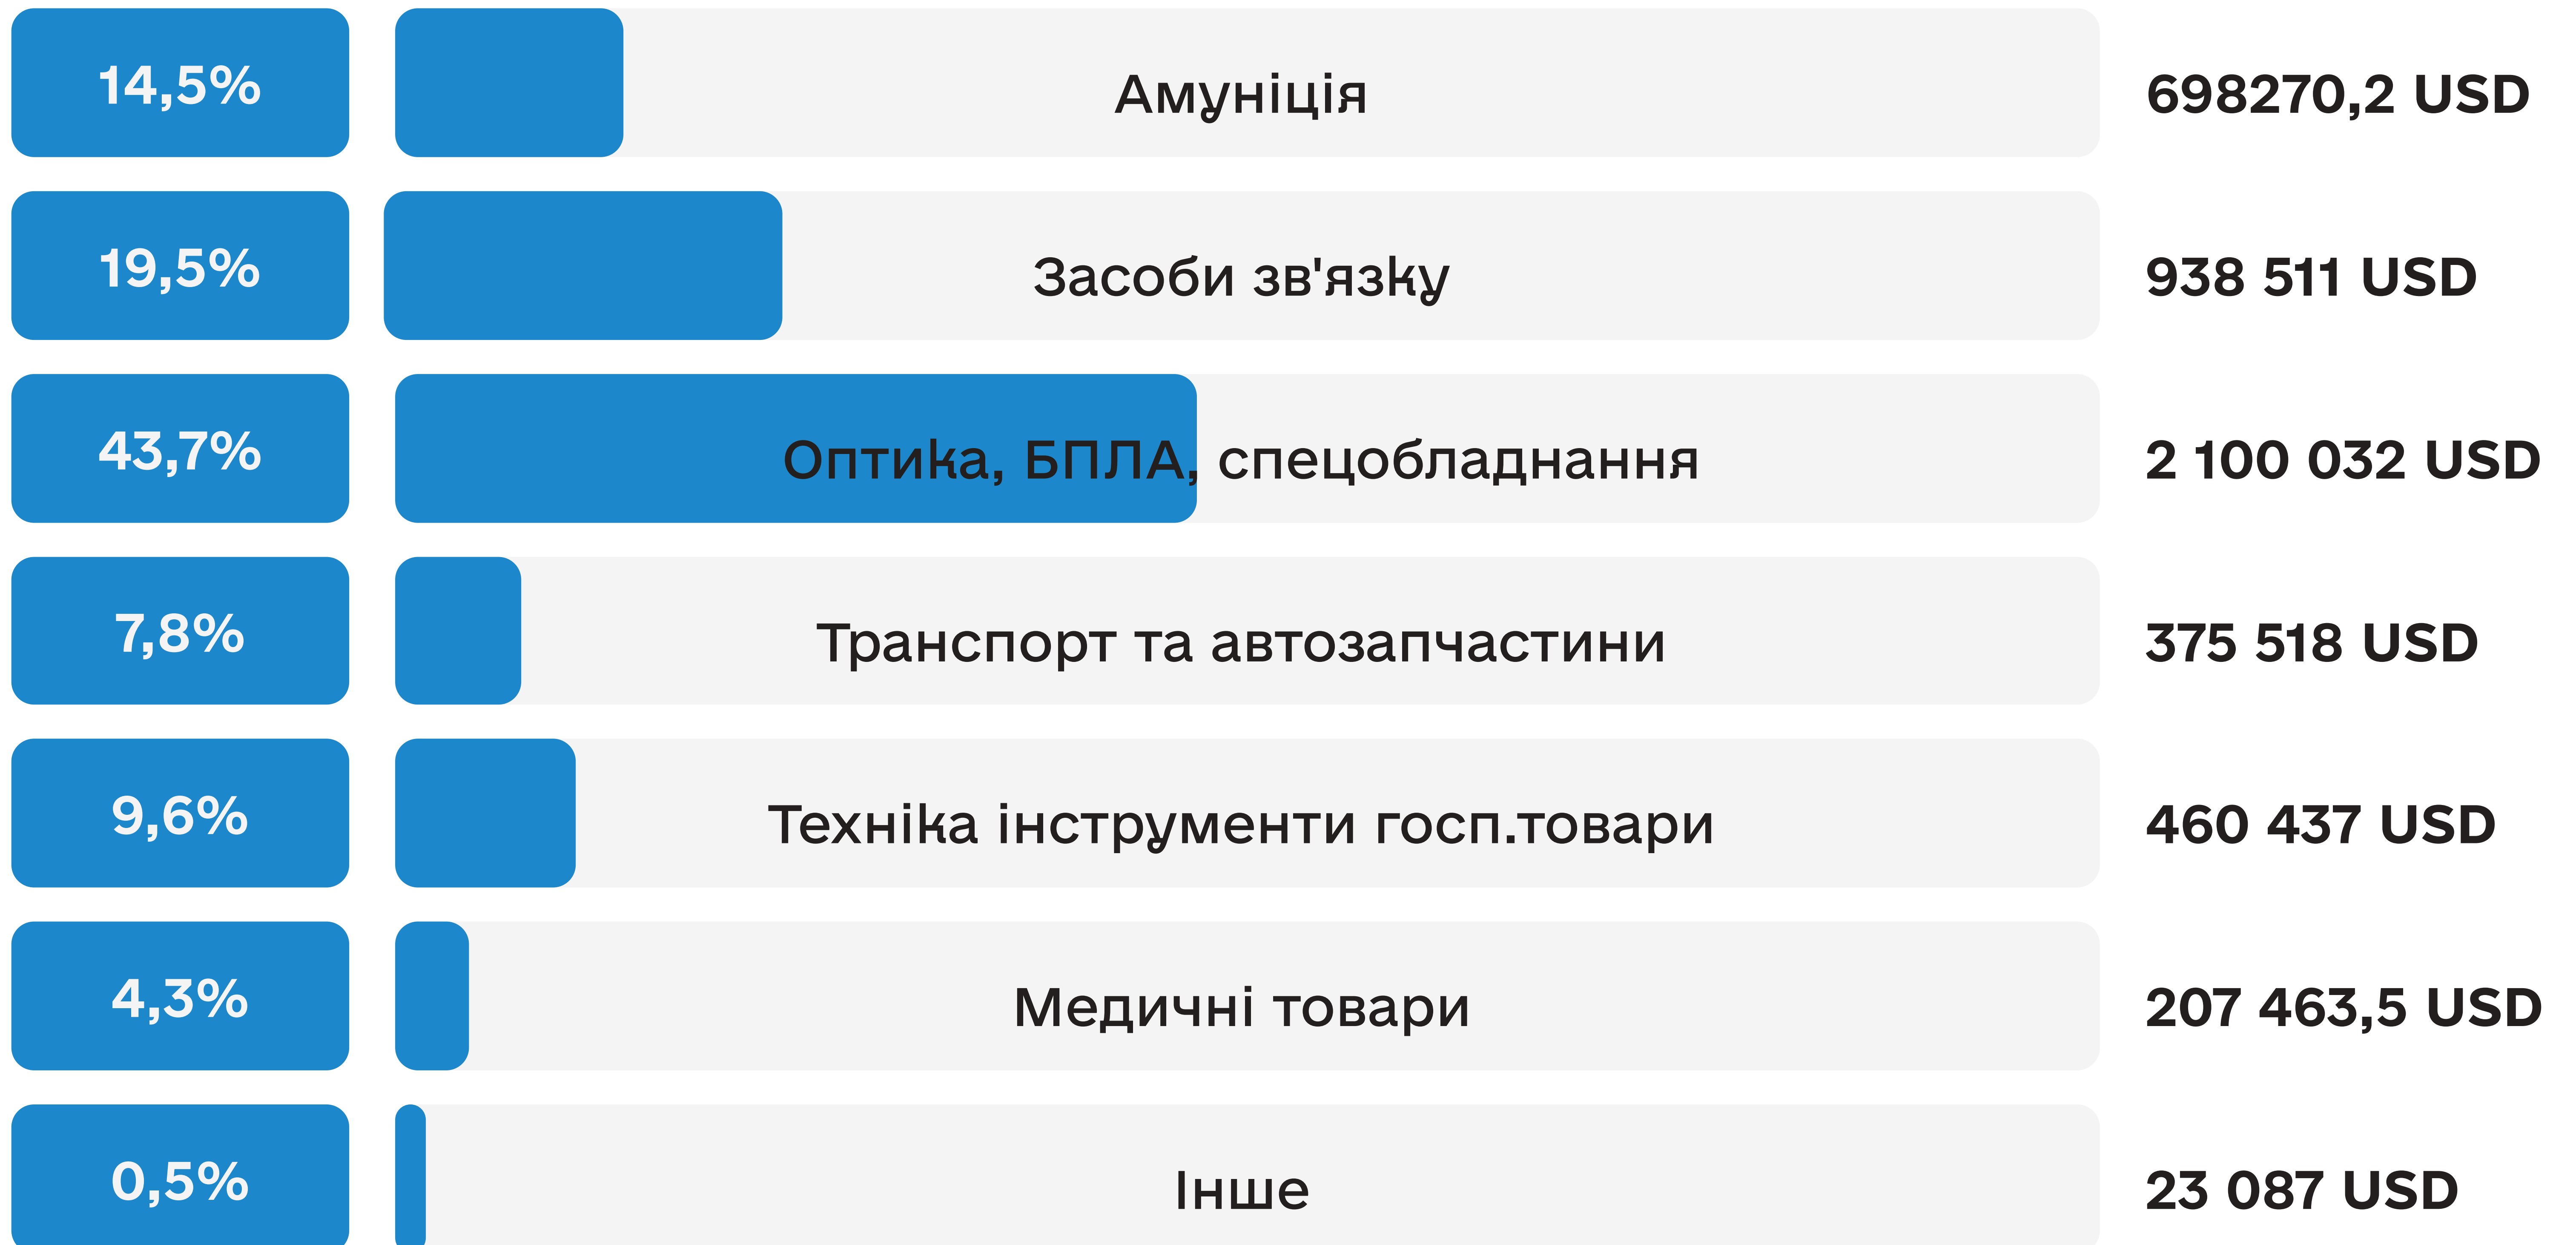 14,5% Амуніція 698270,2 USD
19,5% Засоби зв'язку 938 511 USD
43,7% Оптика, БПЛА, спецобладнання 2 100 032 USD
7,8% Транспорт та автозапчастини 375 518 USD
9,6% Техніка інструменти госп.товари 460 437 USD
4,3% Медичні товари 207 463,5 USD
0,5% Інше 23 087 USD